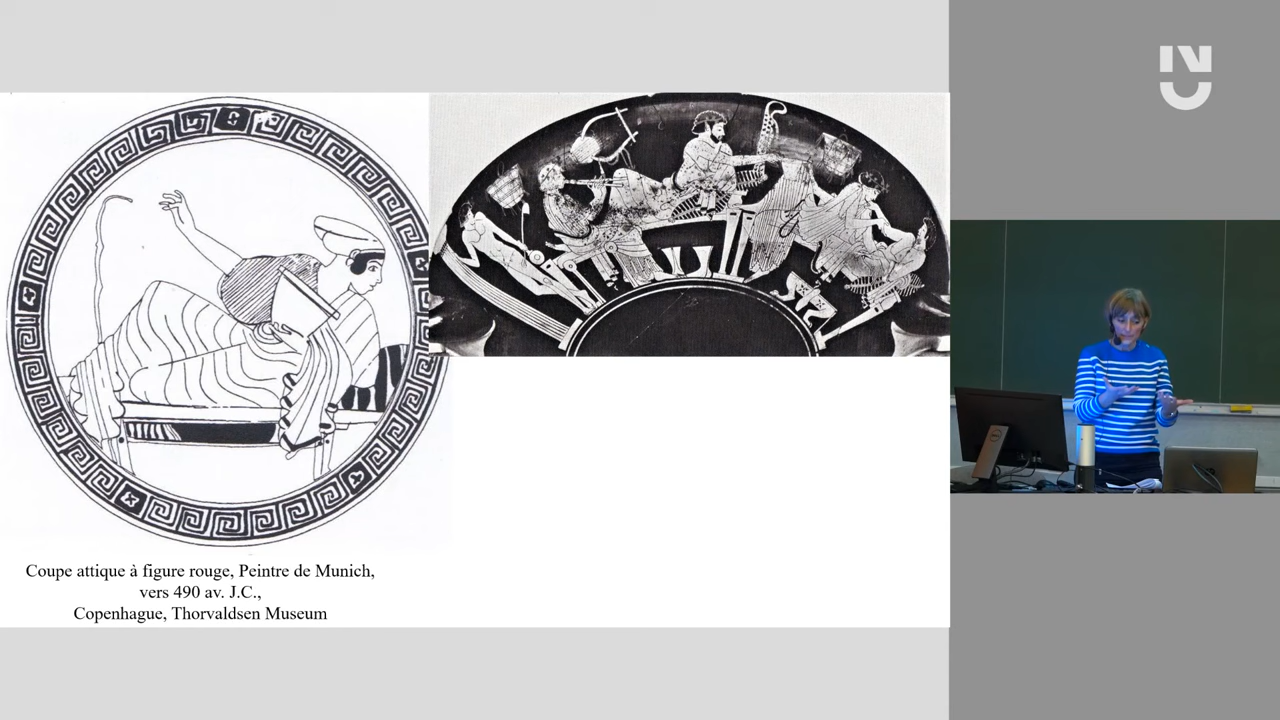 Coupe attique à figure rouge, Peintre de Munich,
vers 490 av. J.C.,
Copenhague, Thorvaldsen Museum